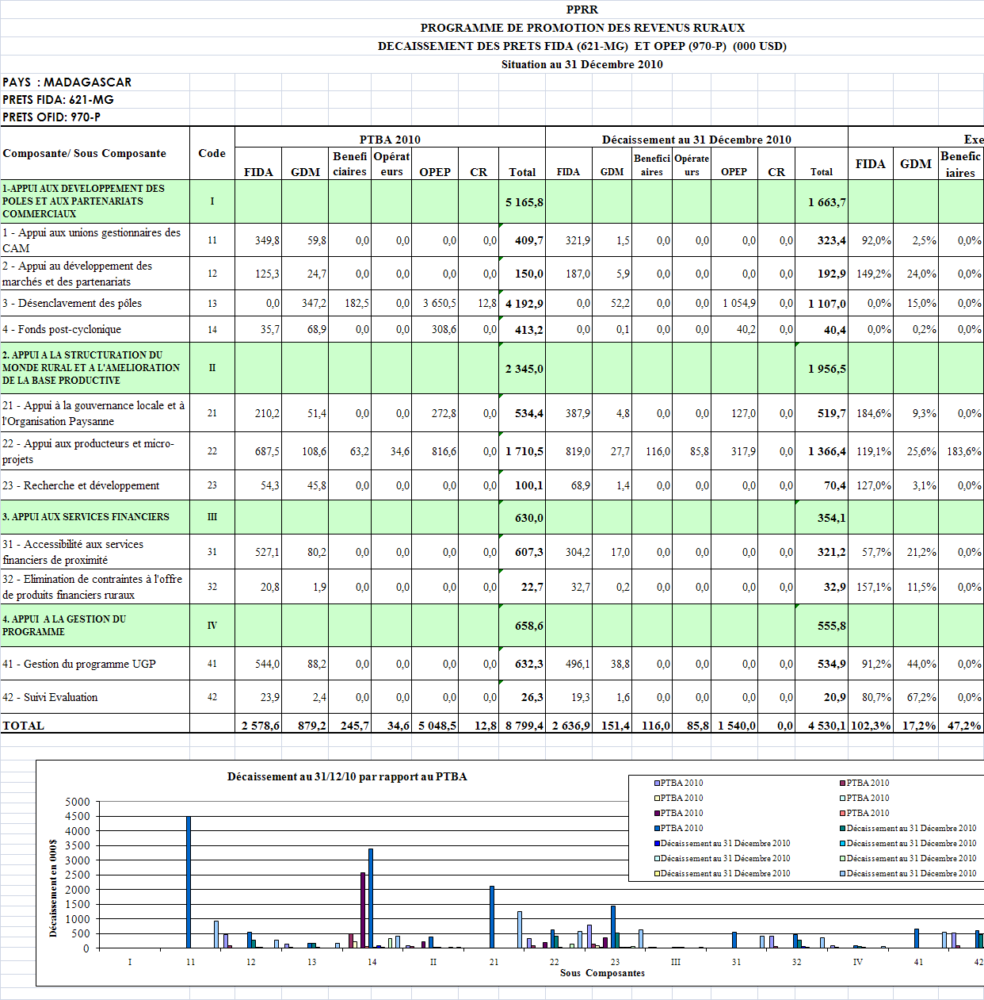 PPRR
PROGRAMME DE PROMOTION DES REVENUS RURAUX
DECAISSEMENT DES PRETS FIDA (621-MG) ET OPEP (970-P) (000 USD)
Situation au 31 Décembre 2010
PAYS : MADAGASCAR
PRETS FIDA: 621-MG
PRETS OFID: 970-P
Composante/ Sous Composante Code PTBA 2010 Décaissement au 31 Décembre 2010 Exe
FIDA GDM Benefi ciaires Opérat eurs OPEP CR Total FIDA GDM Benefici aires Opérate urs OPEP CR Total FIDA GDM Benefic iaires
1-APPUI AUX DEVELOPPEMENT DES
POLES ET AUX PARTENARIATS I 5 165,8 1 663,7
COMMERCIAUX
1 - Appui aux unions gestionnaires des
CAM 11 349,8 59,8 0,0 0,0 0,0 0,0 409,7 321,9 1,5 0,0 0,0 0,0 0,0 323,4 92,0% 2,5% 0,0%
2 - Appui au développement des
marchés et des partenariats 12 125,3 24,7 0,0 0,0 0,0 0,0 150,0 187,0 5,9 0,0 0,0 0,0 0,0 192,9 149,2% 24,0% 0,0%
3 - Désenclavement des pôles 13 0,0 347,2 182,5 0,0 3 650,5 12,8 4 192,9 0,0 52,2 0,0 0,0 1 054,9 0,0 1 107,0 0,0% 15,0% 0,0%
4 - Fonds post-cyclonique 14 35,7 68,9 0,0 0,0 308,6 0,0 413,2 0,0 0,1 0,0 0,0 40,2 0,0 40,4 0,0% 0,2% 0,0%
2. APPUI A LA STRUCTURATION DU
MONDE RURAL ET A L'AMELIORATION II 2 345,0 1 956,5
DE LA BASE PRODUCTIVE
21 - Appui à la gouvernance locale et à
l'Organisation Paysanne 21 210,2 51,4 0,0 0,0 272,8 0,0 534,4 387,9 4,8 0,0 0,0 127,0 0,0 519,7 184,6% 9,3% 0,0%
22 - Appui aux producteurs et micro-
projets 22 687,5 108,6 63,2 34,6 816,6 0,0 1 710,5 819,0 27,7 116,0 85,8 317,9 0,0 1 366,4 119,1% 25,6% 183,6%
23 - Recherche et développement 23 54,3 45,8 0,0 0,0 0,0 0,0 100,1 68,9 1,4 0,0 0,0 0,0 0,0 70,4 127,0% 3,1% 0,0%
3. APPUI AUX SERVICES FINANCIERS III 630,0 354,1
31 - Accessibilité aux services
financiers de proximité 31 527,1 80,2 0,0 0,0 0,0 0,0 607,3 304,2 17,0 0,0 0,0 0,0 0,0 321,2 57,7% 21,2% 0,0%
32 - Elimination de contraintes à l'offre
de produits financiers ruraux 32 20,8 1,9 0,0 0,0 0,0 0,0 22,7 32,7 0,2 0,0 0,0 0,0 0,0 32,9 157,1% 11,5% 0,0%
4. APPUI A LA GESTION DU
PROGRAMME IV 658,6 555,8
41 - Gestion du programme UGP 41 544,0 88,2 0,0 0,0 0,0 0,0 632,3 496,1 38,8 0,0 0,0 0,0 0,0 534,9 91,2% 44,0% 0,0%
42 - Suivi Evaluation 42 23,9 2,4 0,0 0,0 0,0 0,0 26,3 19,3 1,6 0,0 0,0 0,0 0,0 20,9 80,7% 67,2% 0,0%
TOTAL 2 578,6 879,2 245,7 34,6 5 048,5 12,8 8 799,4 2 636,9 151,4 116,0 85,8 1 540,0 0,0 4 530,1 102,3% 17,2% 47,2%
Décaissement au 31/12/10 par rapport au PTBA
PTBA 2010 PTBA 2010
PTBA 2010 PTBA 2010
PTBA 2010 PTBA 2010
PTBA 2010 Décaissement au 31 Décembre 2010
Décaissement au 31 Décembre 2010 Décaissement au 31 Décembre 2010
Décaissement au 31 Décembre 2010 Décaissement au 31 Décembre 2010
Décaissement au 31 Décembre 2010 Décaissement au 31 Décembre 2010
Décaissement en 000$
5000
4500
4000
3500
3000
2500
2000
1500
1000
500
0
I 11 12 13 14 II 21 22 23 III 31 32 IV 41 42
Sous Composantes